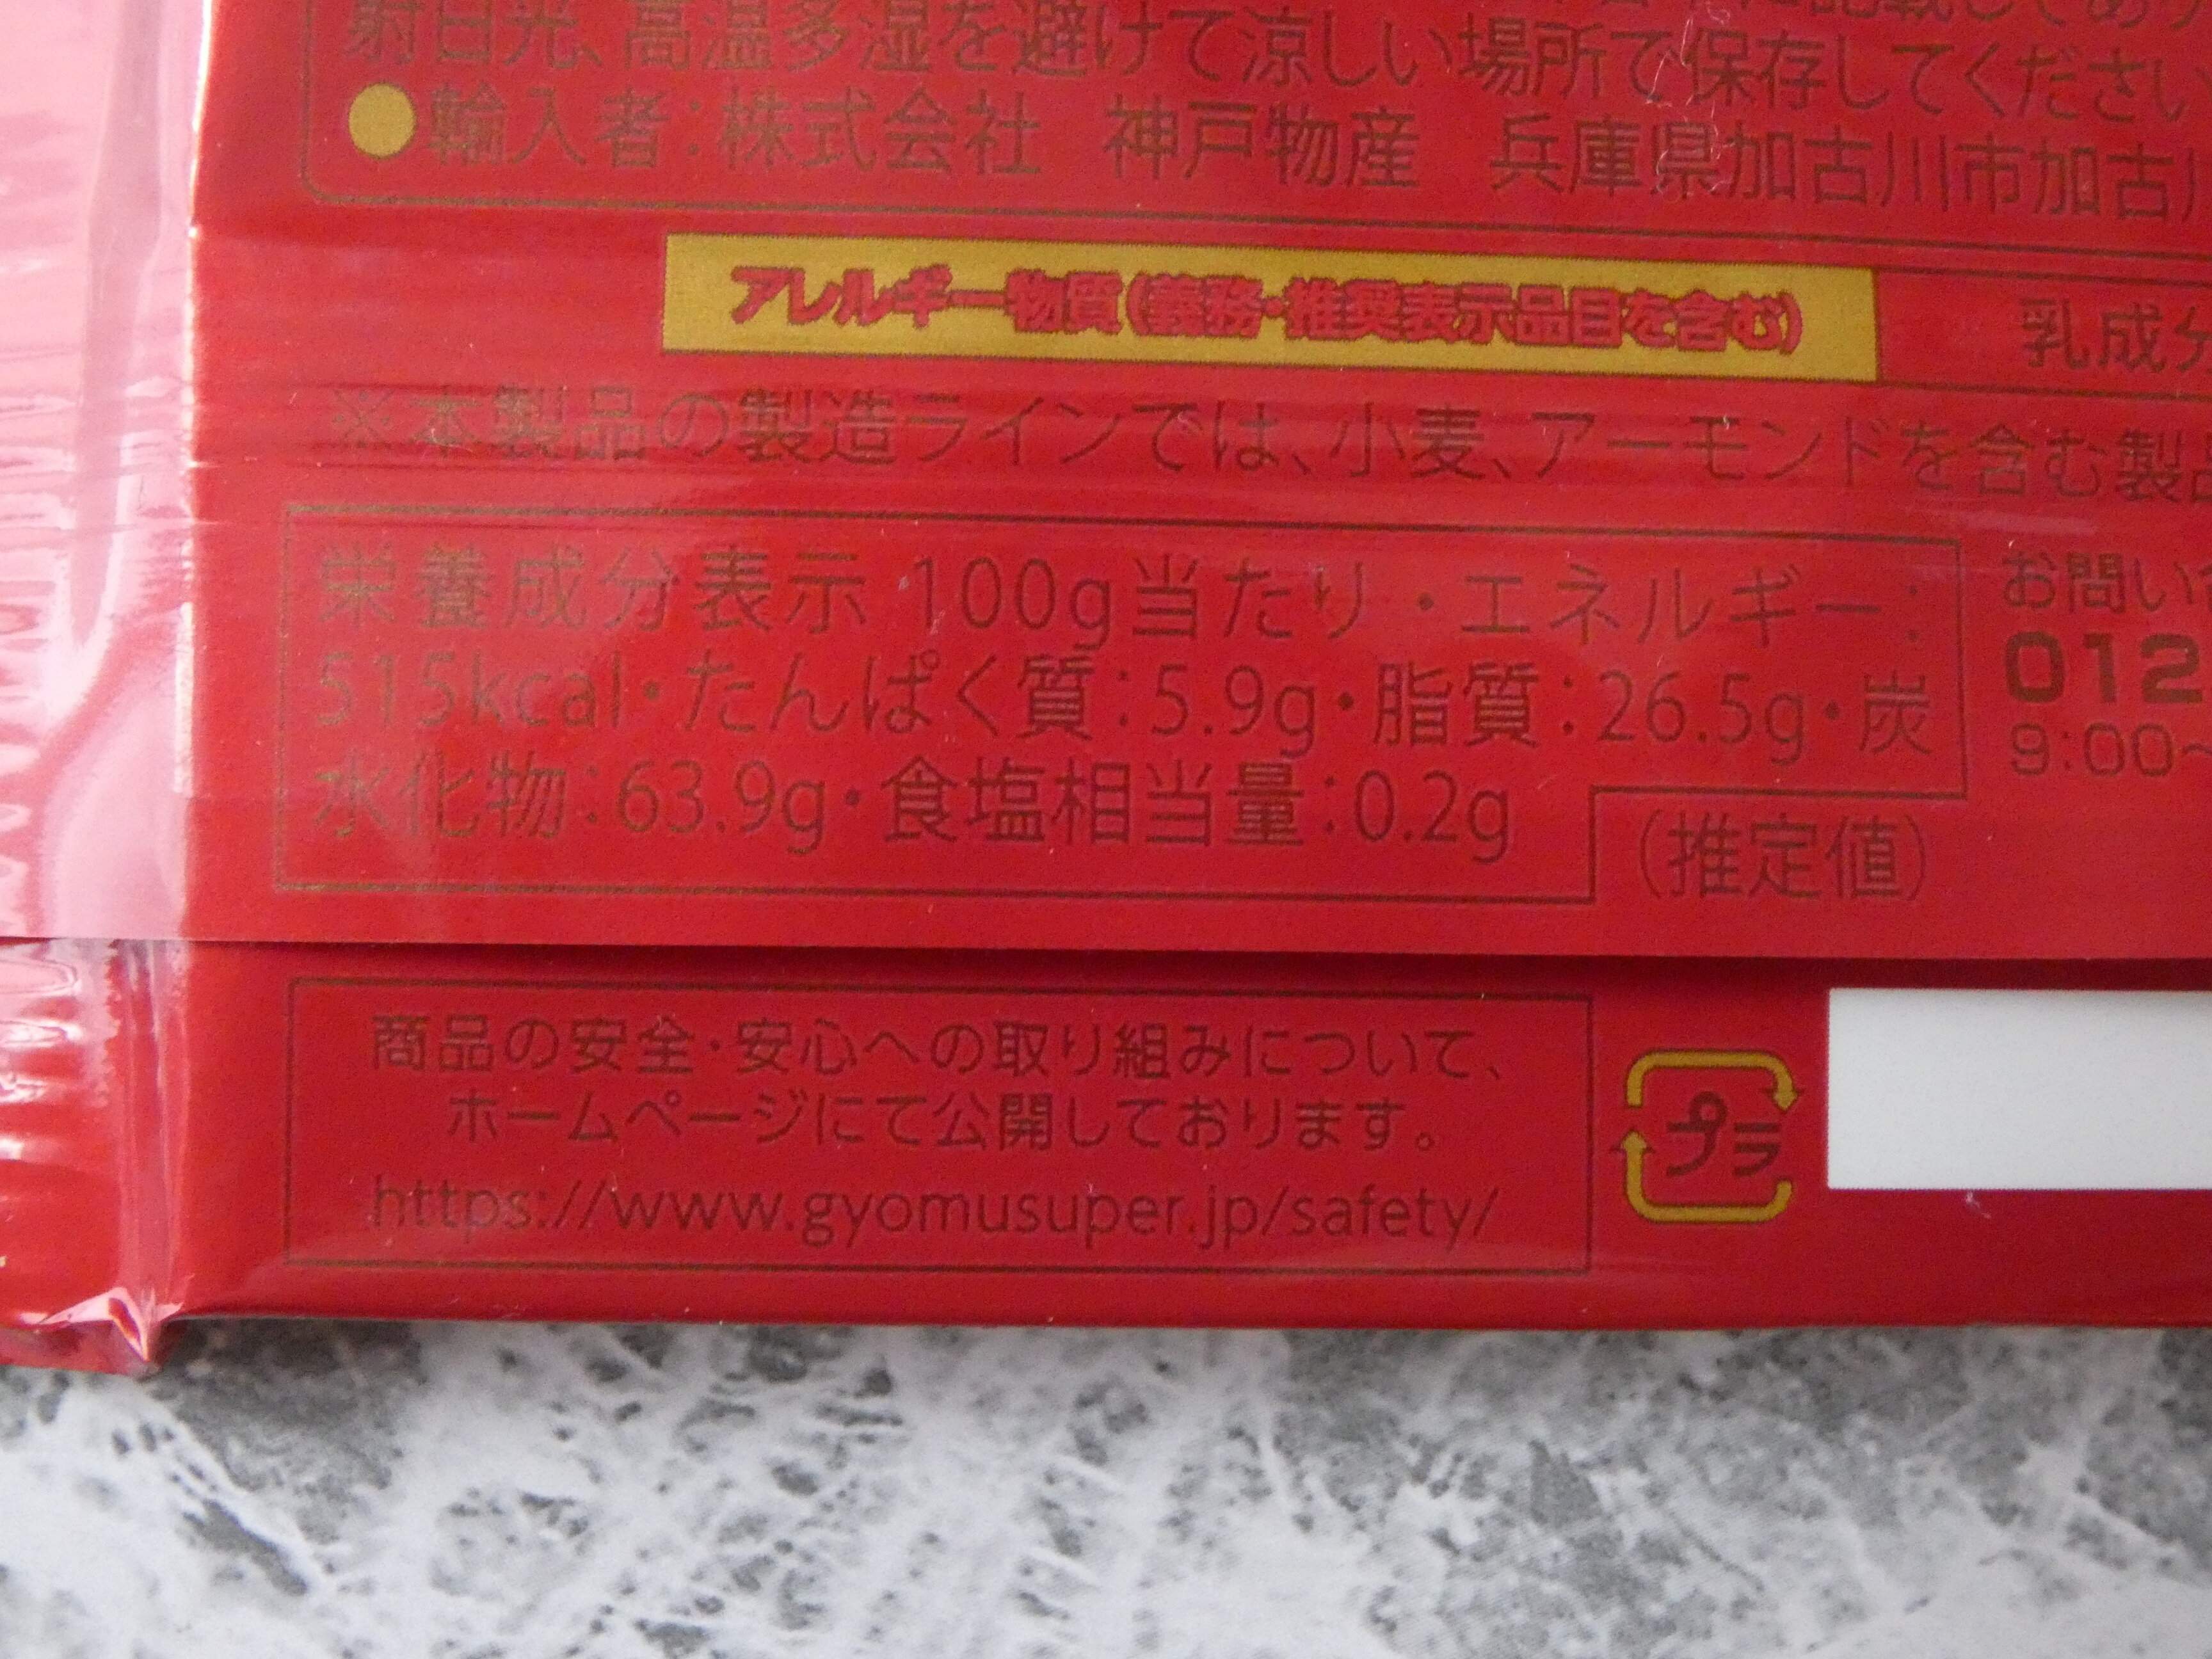 射日光、高温多湿を避けて涼しい場所で保存してください
●輸入者：株式会社　神戸物産　兵庫県加古川市加古川
アレルギー物質(義務・推奨表示品目を含む)
乳成分
※本製品の製造ラインでは、小麦、アーモンドを含む製品
栄養成分表示 100g当たり・エネルギー：
515kcal・たんぱく質：5.9g・脂質：26.5g・炭
水化物：63.9g・食塩相当量：0.2g
(推定値)
お問い合
012
9:00~
商品の安全・安心への取り組みについて、
ホームページにて公開しております。
https://www.gyomusuper.jp/safety/
プラ